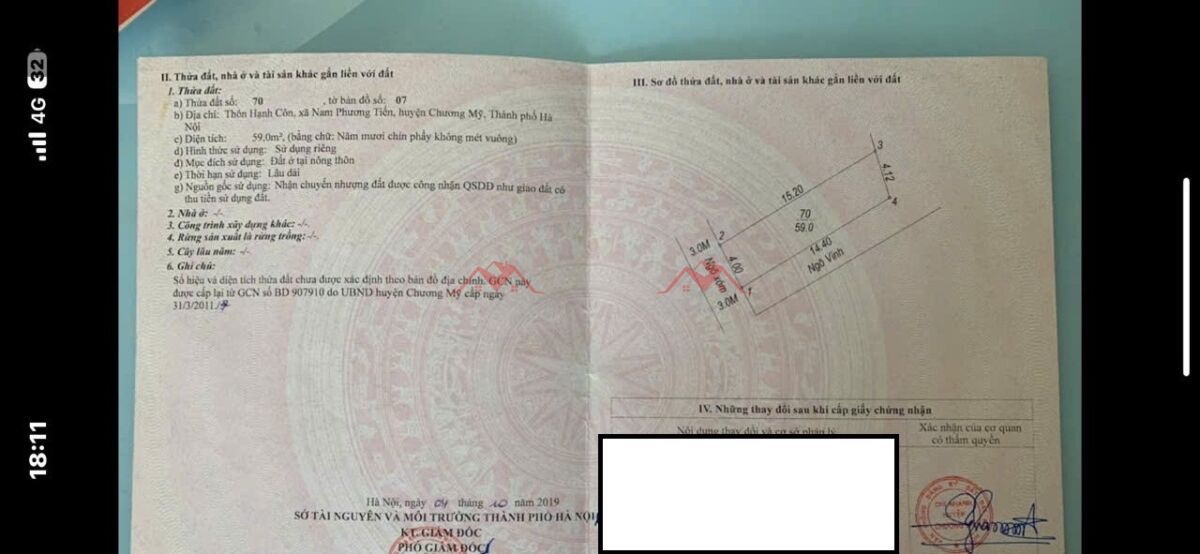 18:11
4G 32
II. Thửa đất, nhà ở và tài sản khác gắn liền với đất
1. Thửa đất:
a) Thửa đất số: 70 , tờ bản đồ số: 07
b) Địa chỉ: Thôn Hạnh Côn, xã Nam Phương Tiến, huyện Chương Mỹ, Thành phố Hà
Nội
c) Diện tích: 59.0m², (bằng chữ: Năm mươi chín phẩy không mét vuông)
d) Hình thức sử dụng: Sử dụng riêng
đ) Mục đích sử dụng: Đất ở tại nông thôn
e) Thời hạn sử dụng: Lâu dài
g) Nguồn gốc sử dụng: Nhận chuyển nhượng đất được công nhận QSDĐ như giao đất có
thu tiền sử dụng đất.
2. Nhà ở: -/-.
3. Công trình xây dựng khác: -/-.
4. Rừng sản xuất là rừng trồng: -/-.
5. Cây lâu năm: -/-.
6. Ghi chú:
Số hiệu và diện tích thửa đất chưa được xác định theo bản đồ địa chính. GCN này
được cấp lại từ GCN số BD 907910 do UBND huyện Chương Mỹ cấp ngày
31/3/2011./
Hà Nội, ngày 04 tháng 10 năm 2019
SỞ TÀI NGUYÊN VÀ MÔI TRƯỜNG THÀNH PHỐ HÀ NỘI
KT. GIÁM ĐỐC
PHÓ GIÁM ĐỐC
III. Sơ đồ thửa đất, nhà ở và tài sản khác gắn liền với đất
3
4.12
15.20
4
70
59.0
2
14.40
3.0M
4.00
Ngõ Vinh
Ngõ xóm
1
3.0M
IV. Những thay đổi sau khi cấp giấy chứng nhận
Nội dung thay đổi và cơ sở pháp lý
Xác nhận của cơ quan
có thẩm quyền